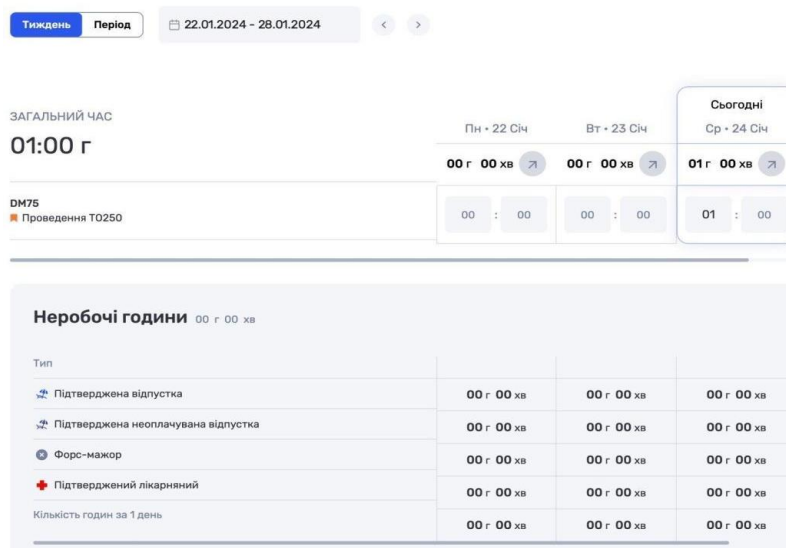 Тиждень Період 22.01.2024 - 28.01.2024
Сьогодні
ЗАГАЛЬНИЙ ЧАС Пн • 22 Січ Вт • 23 Січ Ср • 24 Січ
01:00 г
00 г 00 хв 00 г 00 хв 01 г 00 хв
DM75
Проведення ТО250 00 : 00 00 : 00 01 : 00
Неробочі години 00 г 00 хв
Тип
Підтверджена відпустка 00 г 00 хв 00 г 00 хв 00 г 00 хв
Підтверджена неоплачувана відпустка 00 г 00 хв 00 г 00 хв 00 г 00 хв
Форс-мажор 00 г 00 хв 00 г 00 хв 00 г 00 хв
Підтверджений лікарняний 00 г 00 хв 00 г 00 хв 00 г 00 хв
Кількість годин за 1 день 00 г 00 хв 00 г 00 хв 00 г 00 хв